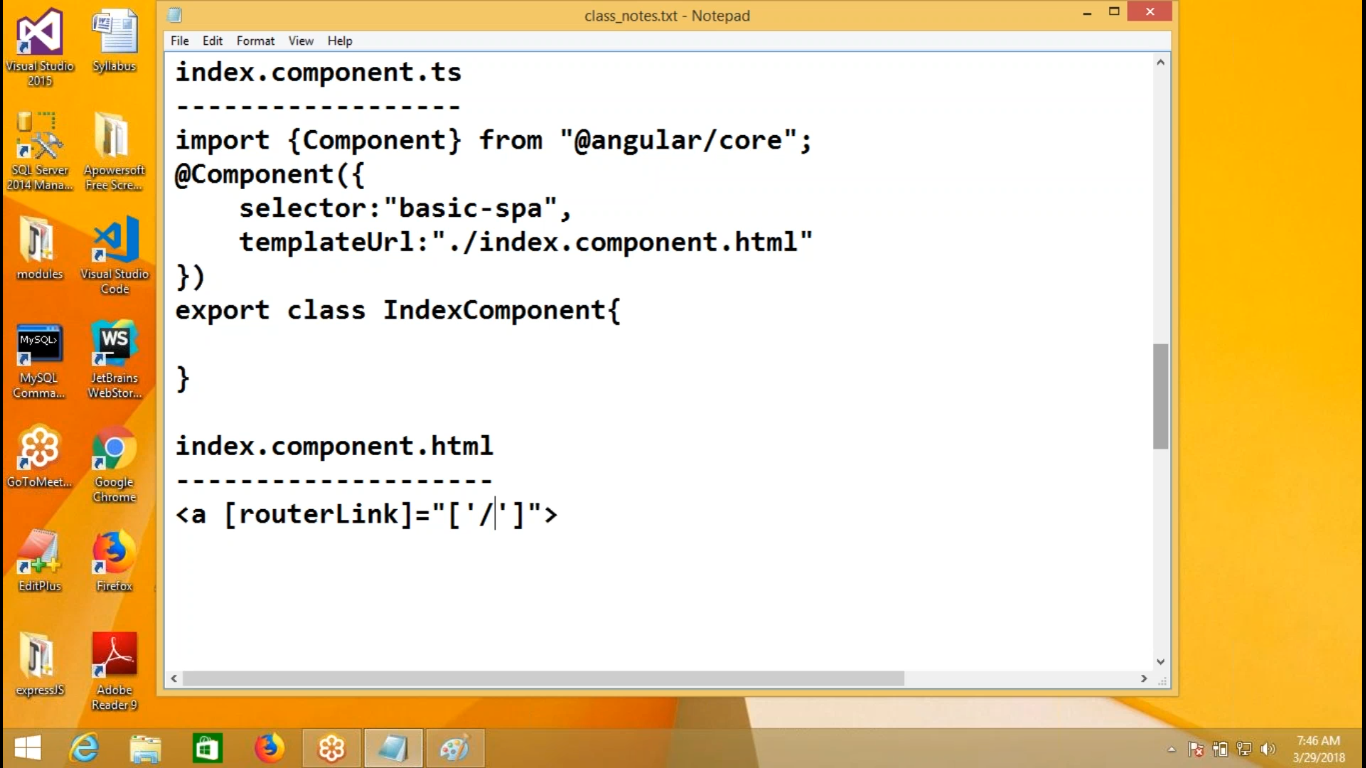 class_notes.txt - Notepad
File Edit Format View Help
index.component.ts
------------------
import {Component} from "@angular/core";
@Component({
    selector:"basic-spa",
    templateUrl:"./index.component.html"
})
export class IndexComponent{
}
index.component.html
--------------------
<a [routerLink]="['/']">
Visual Studio 2015
Syllabus
SQL Server 2014 Mana...
Apowersoft Free Scre...
modules
Visual Studio Code
MySQL>
MySQL Comma...
WS
JetBrains WebStor...
GoToMeet...
Google Chrome
EditPlus
Firefox
expressJS
Adobe Reader 9
7:46 AM
3/29/2018